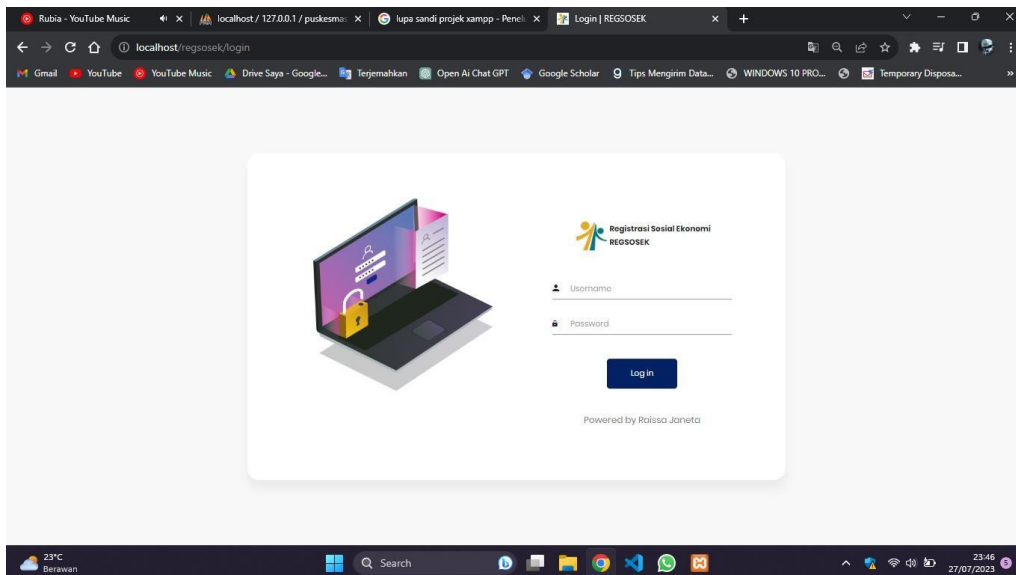 Rubia - YouTube Music
localhost / 127.0.0.1 / puskesmas
lupa sandi projek xampp - Penel
Login | REGSOSEK
localhost/regsosek/login
Gmail
YouTube
YouTube Music
Drive Saya - Google...
Terjemahkan
Open Ai Chat GPT
Google Scholar
Tips Mengirim Data...
WINDOWS 10 PRO...
Temporary Disposa...
Registrasi Sosial Ekonomi
REGSOSEK
Username
Password
Log in
Powered by Raissa Janeta
23°C
Berawan
Search
23:46
27/07/2023
5